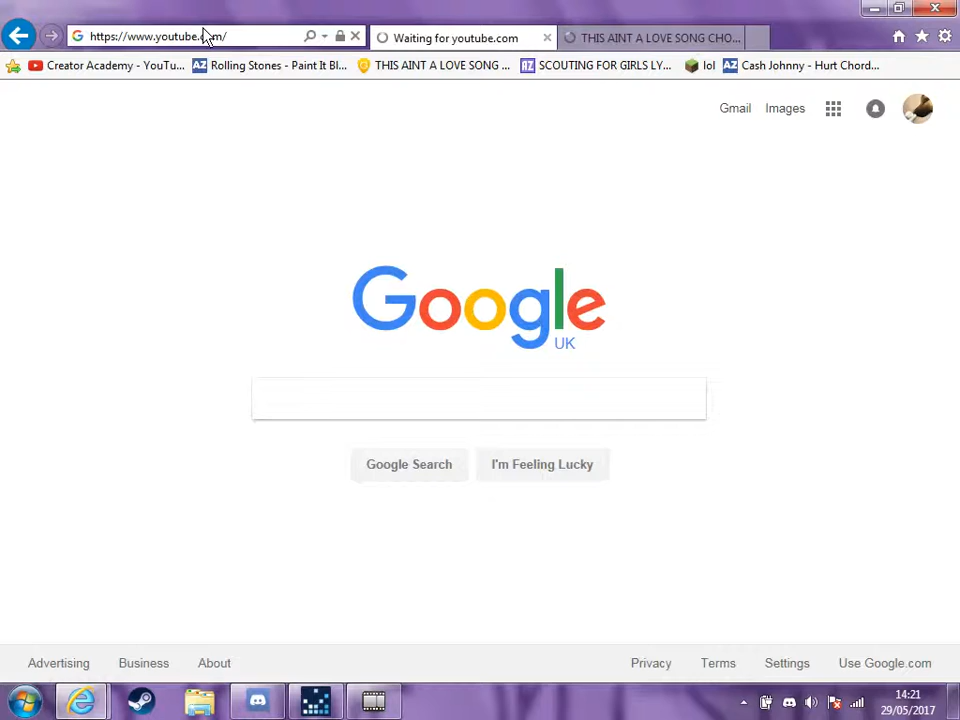 https://www.youtube.com/
Waiting for youtube.com
THIS AINT A LOVE SONG CHO...
Creator Academy - YouTu...
Rolling Stones - Paint It Bl...
THIS AINT A LOVE SONG ...
SCOUTING FOR GIRLS LY...
lol
Cash Johnny - Hurt Chord...
Gmail
Images
Google
UK
Google Search
I'm Feeling Lucky
Advertising
Business
About
Privacy
Terms
Settings
Use Google.com
14:21
29/05/2017